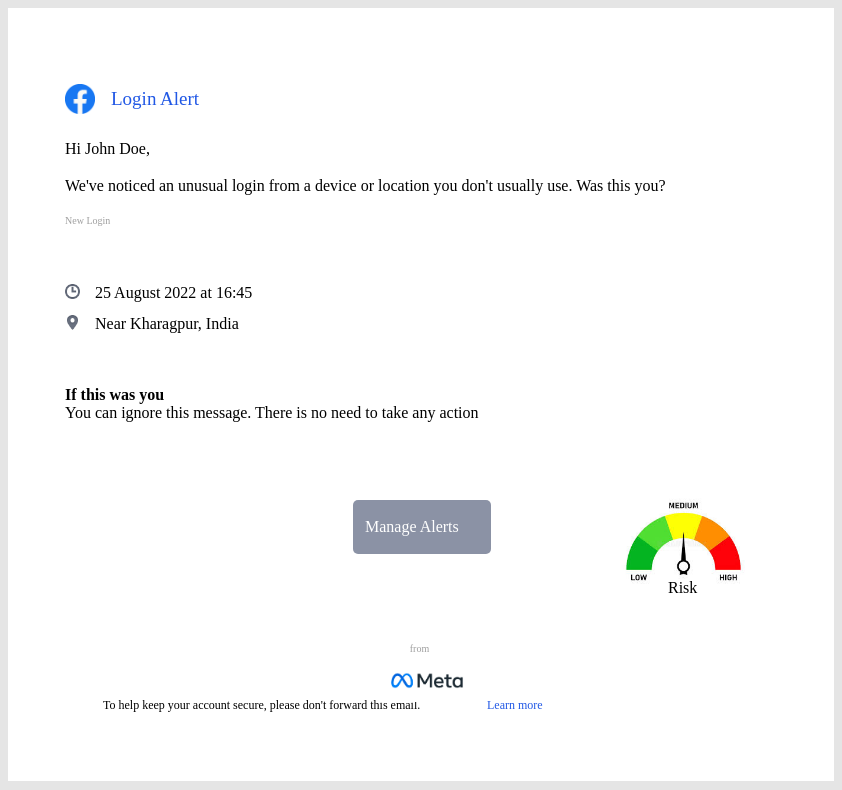 Login Alert
Hi John Doe,
We've noticed an unusual login from a device or location you don't usually use. Was this you?
New Login
25 August 2022 at 16:45
Near Kharagpur, India
If this was you
You can ignore this message. There is no need to take any action
Manage Alerts
MEDIUM
LOW HIGH
Risk
from
Meta
To help keep your account secure, please don't forward this email. Learn more